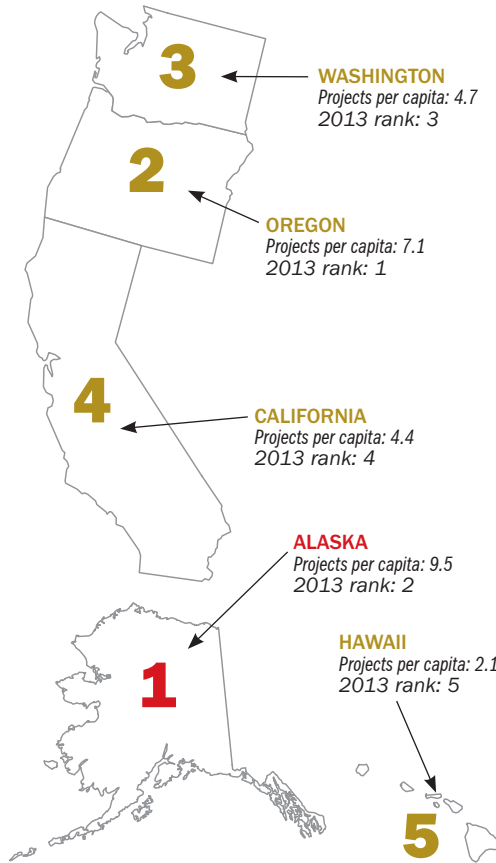 3
WASHINGTON
Projects per capita: 4.7
2013 rank: 3
2
OREGON
Projects per capita: 7.1
2013 rank: 1
4
CALIFORNIA
Projects per capita: 4.4
2013 rank: 4
ALASKA
Projects per capita: 9.5
2013 rank: 2
1
HAWAII
Projects per capita: 2.1
2013 rank: 5
5